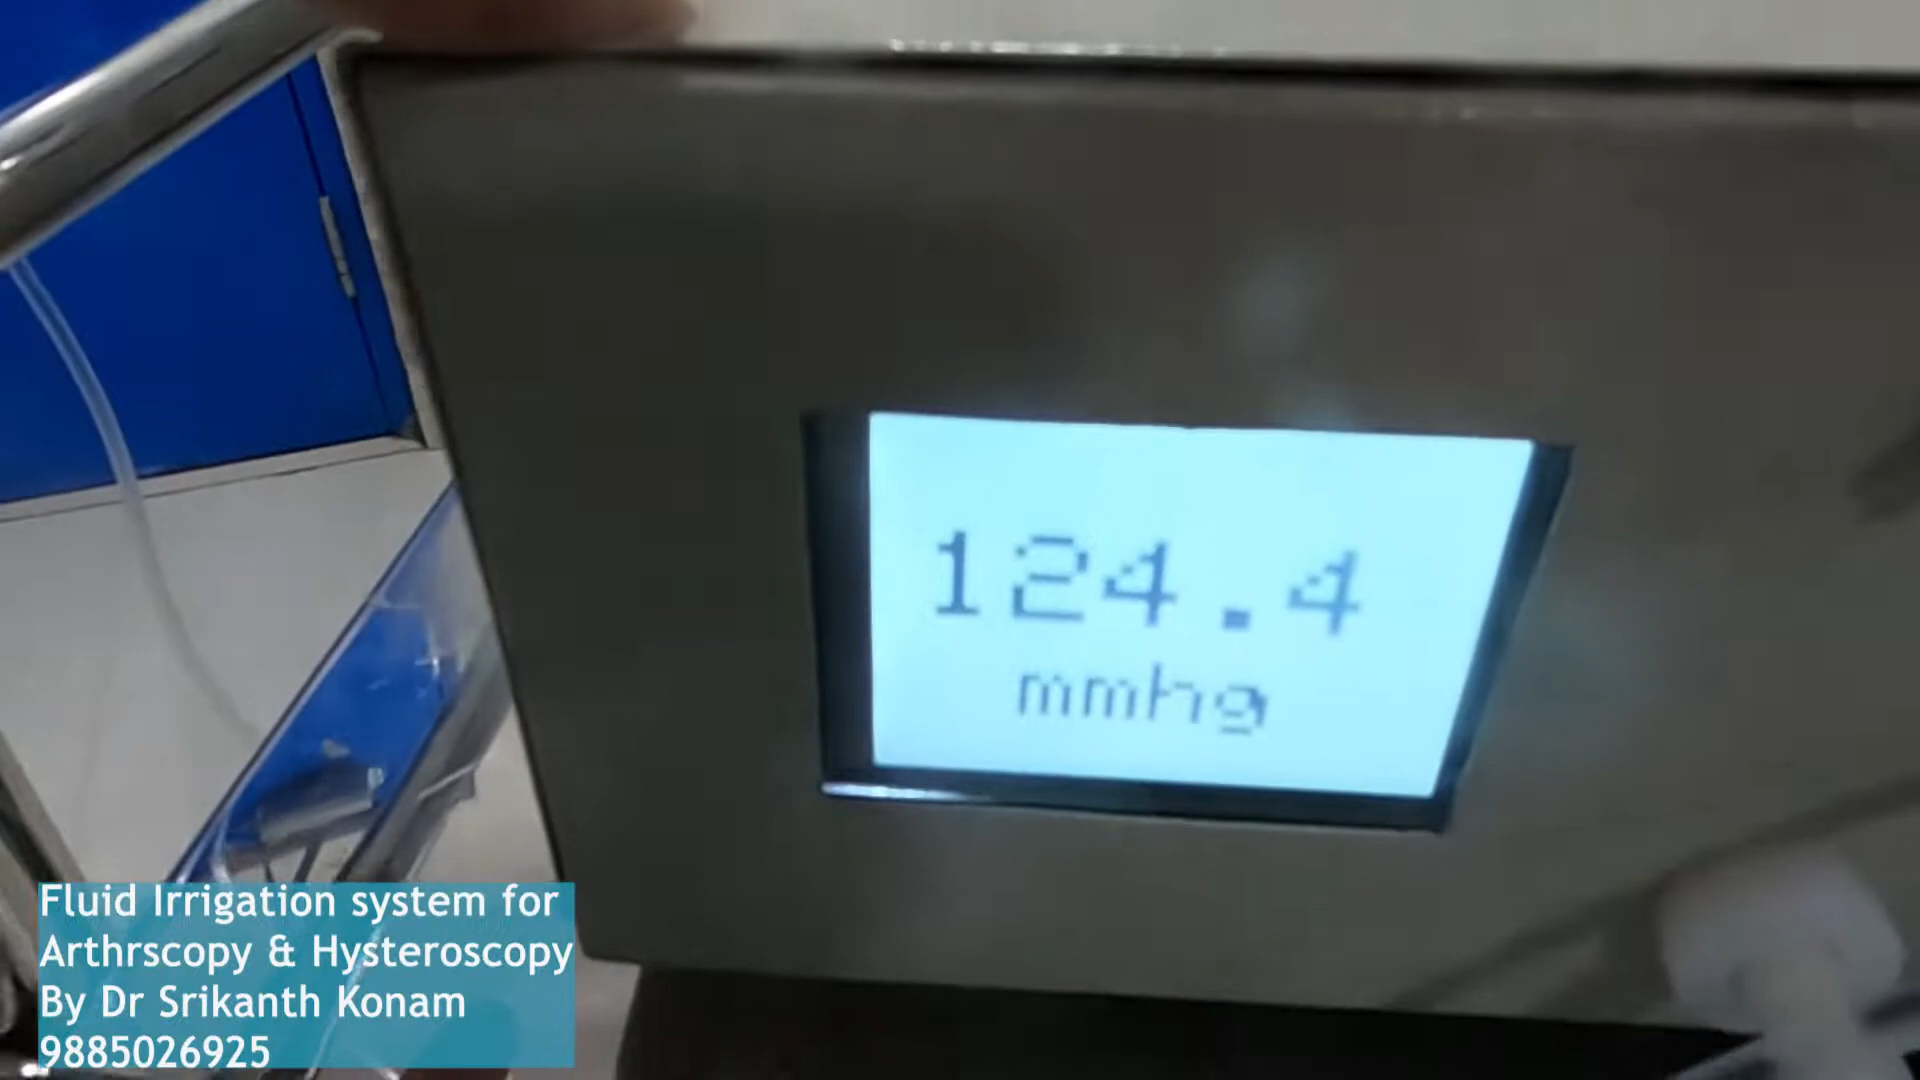 124.4
mmhg
Fluid Irrigation system for
Arthrscopy & Hysteroscopy
By Dr Srikanth Konam
9885026925